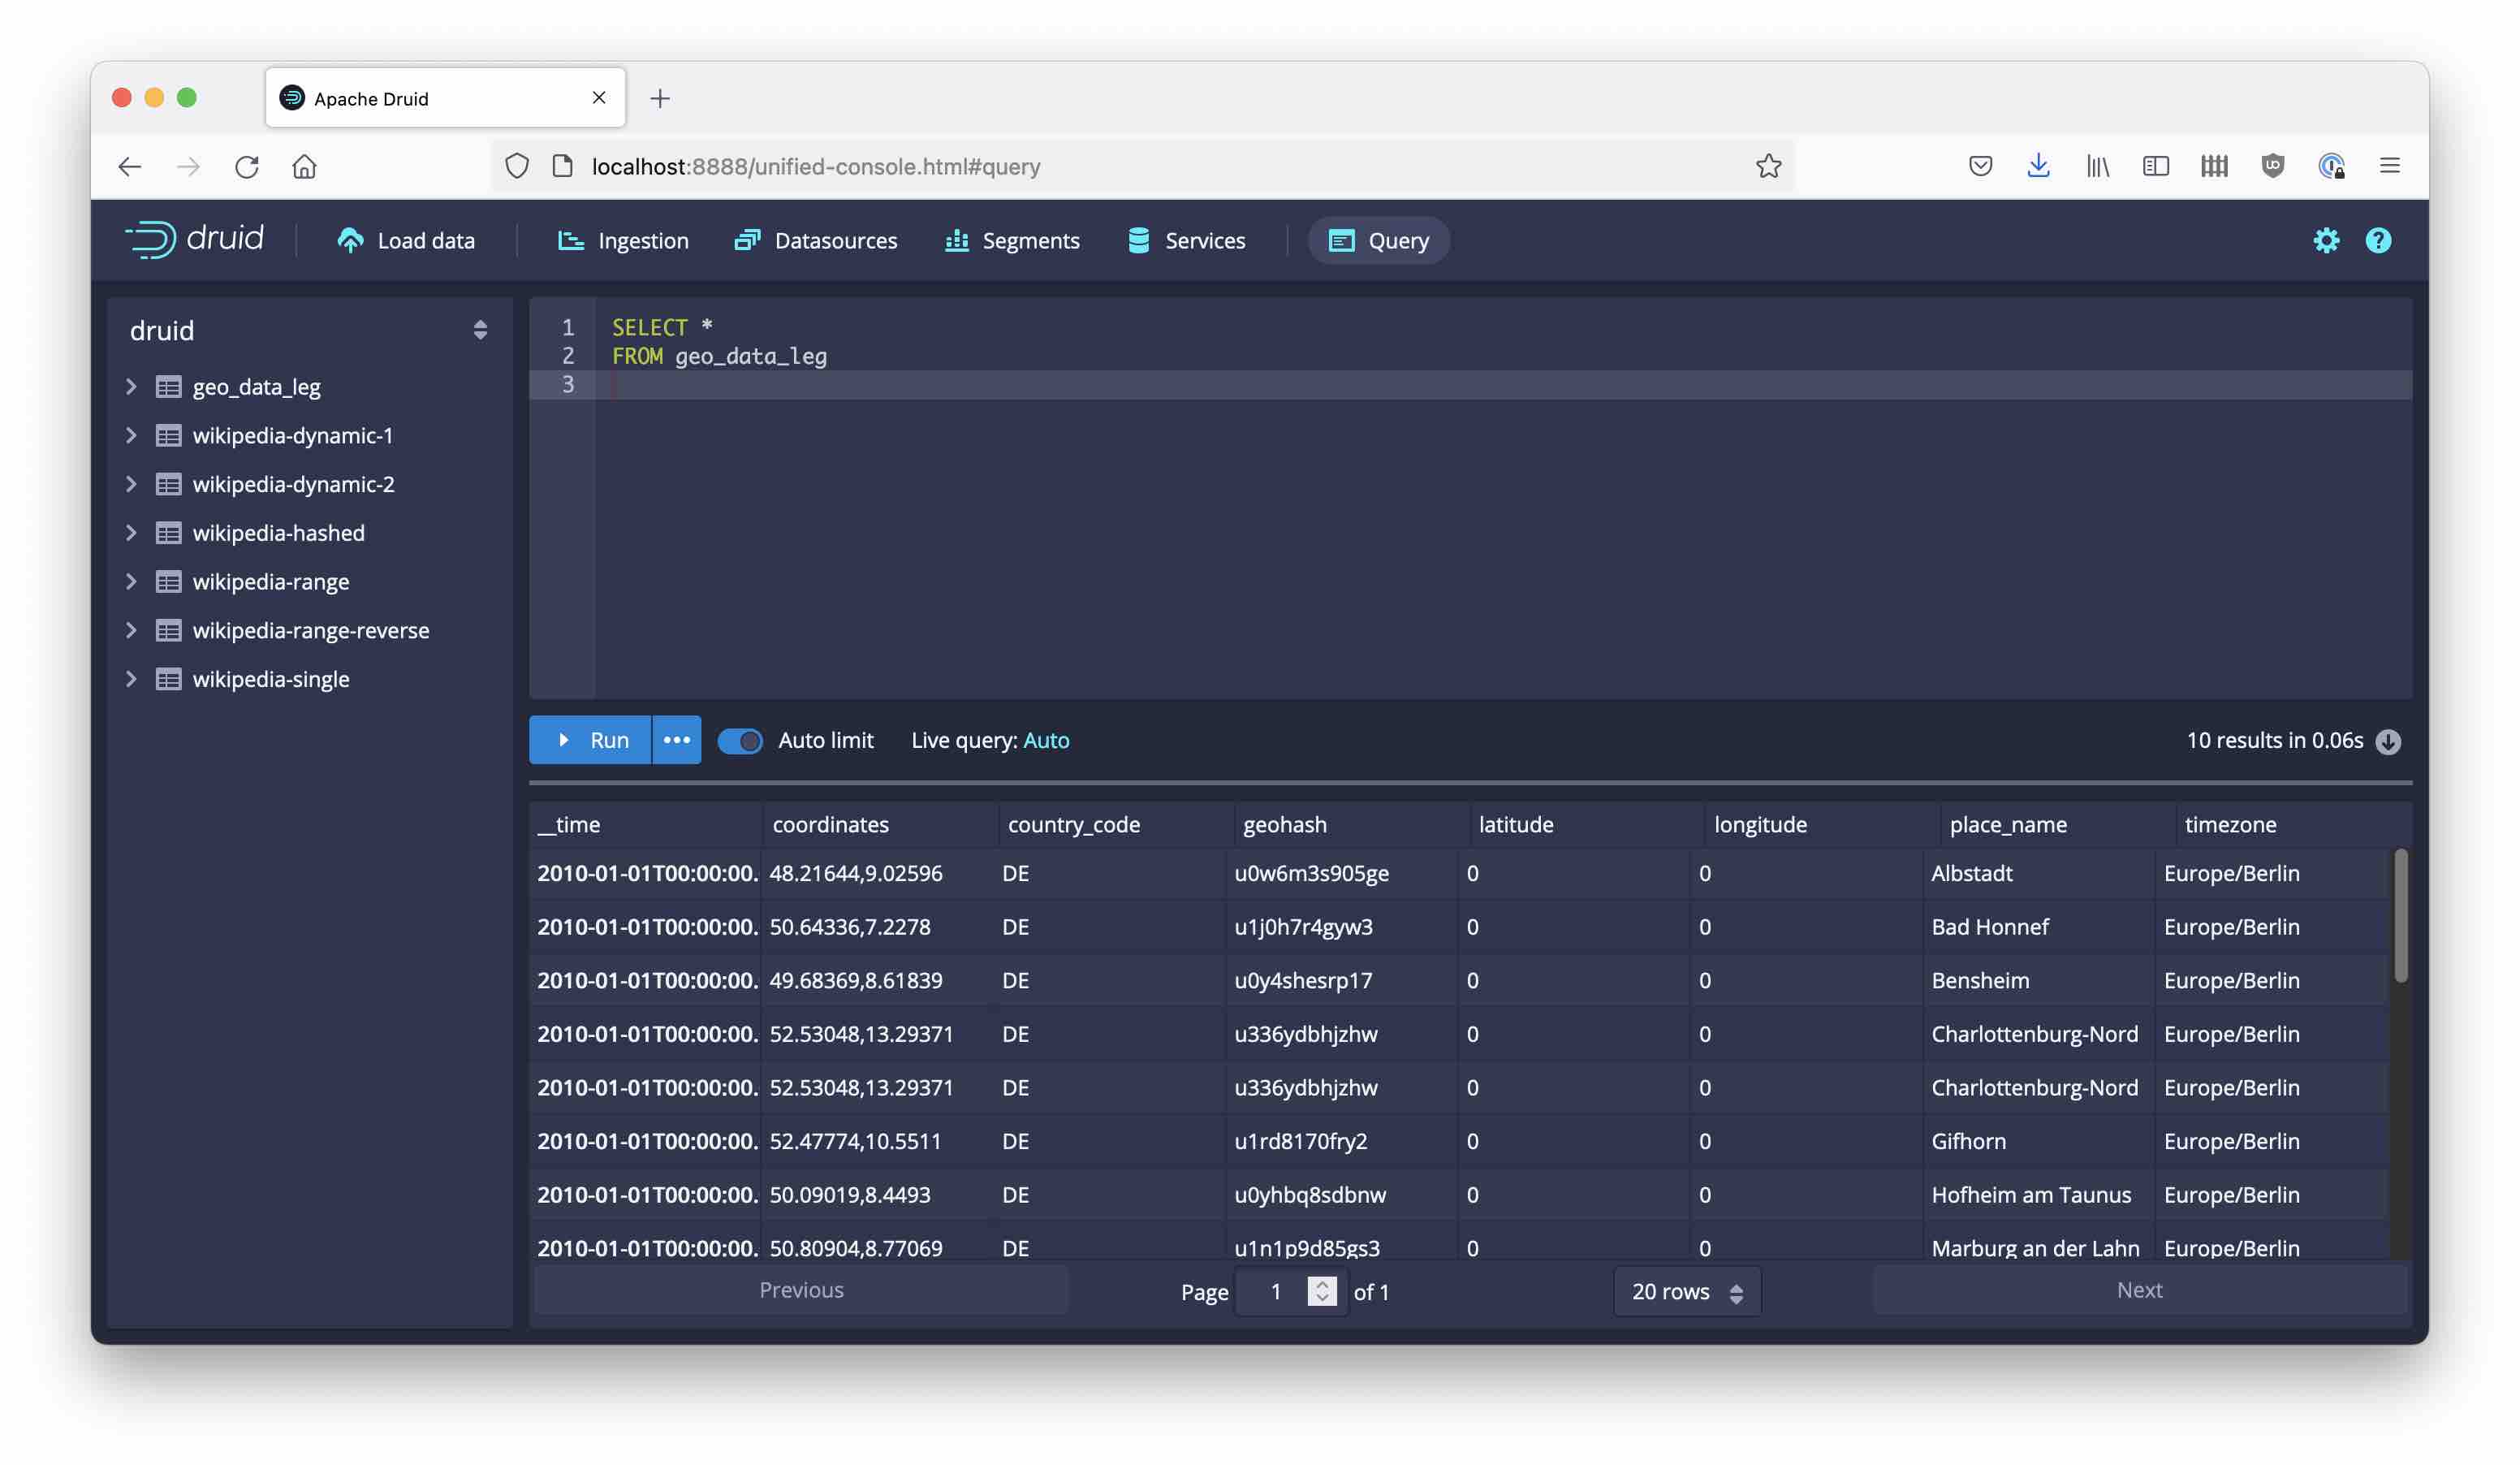 Apache Druid
localhost:8888/unified-console.html#query
druid
Load data
Ingestion
Datasources
Segments
Services
Query
druid
geo_data_leg
wikipedia-dynamic-1
wikipedia-dynamic-2
wikipedia-hashed
wikipedia-range
wikipedia-range-reverse
wikipedia-single
1 SELECT *
2 FROM geo_data_leg
3
Run
Auto limit
Live query: Auto
10 results in 0.06s
__time coordinates country_code geohash latitude longitude place_name timezone
2010-01-01T00:00:00. 48.21644,9.02596 DE u0w6m3s905ge 0 0 Albstadt Europe/Berlin
2010-01-01T00:00:00. 50.64336,7.2278 DE u1j0h7r4gyw3 0 0 Bad Honnef Europe/Berlin
2010-01-01T00:00:00. 49.68369,8.61839 DE u0y4shesrp17 0 0 Bensheim Europe/Berlin
2010-01-01T00:00:00. 52.53048,13.29371 DE u336ydbhjzhw 0 0 Charlottenburg-Nord Europe/Berlin
2010-01-01T00:00:00. 52.53048,13.29371 DE u336ydbhjzhw 0 0 Charlottenburg-Nord Europe/Berlin
2010-01-01T00:00:00. 52.47774,10.5511 DE u1rd8170fry2 0 0 Gifhorn Europe/Berlin
2010-01-01T00:00:00. 50.09019,8.4493 DE u0yhbq8sdbnw 0 0 Hofheim am Taunus Europe/Berlin
2010-01-01T00:00:00. 50.80904,8.77069 DE u1n1p9d85gs3 0 0 Marburg an der Lahn Europe/Berlin
Previous
Page 1 of 1
20 rows
Next